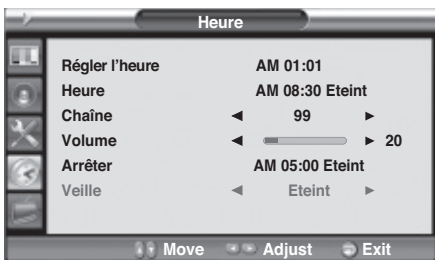 Heure
Régler l'heure AM 01:01
Heure AM 08:30 Eteint
Chaîne 99
Volume 20
Arrêter AM 05:00 Eteint
Veille Eteint
Move Adjust Exit